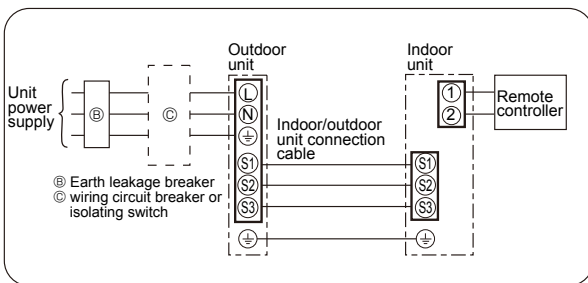 Outdoor
unit
Indoor
unit
Unit
power
supply
Ⓑ
Ⓒ
L
N
⏚
S1
S2
S3
⏚
Indoor/outdoor
unit connection
cable
1
2
Remote
controller
S1
S2
S3
⏚
Ⓑ Earth leakage breaker
Ⓒ wiring circuit breaker or
isolating switch